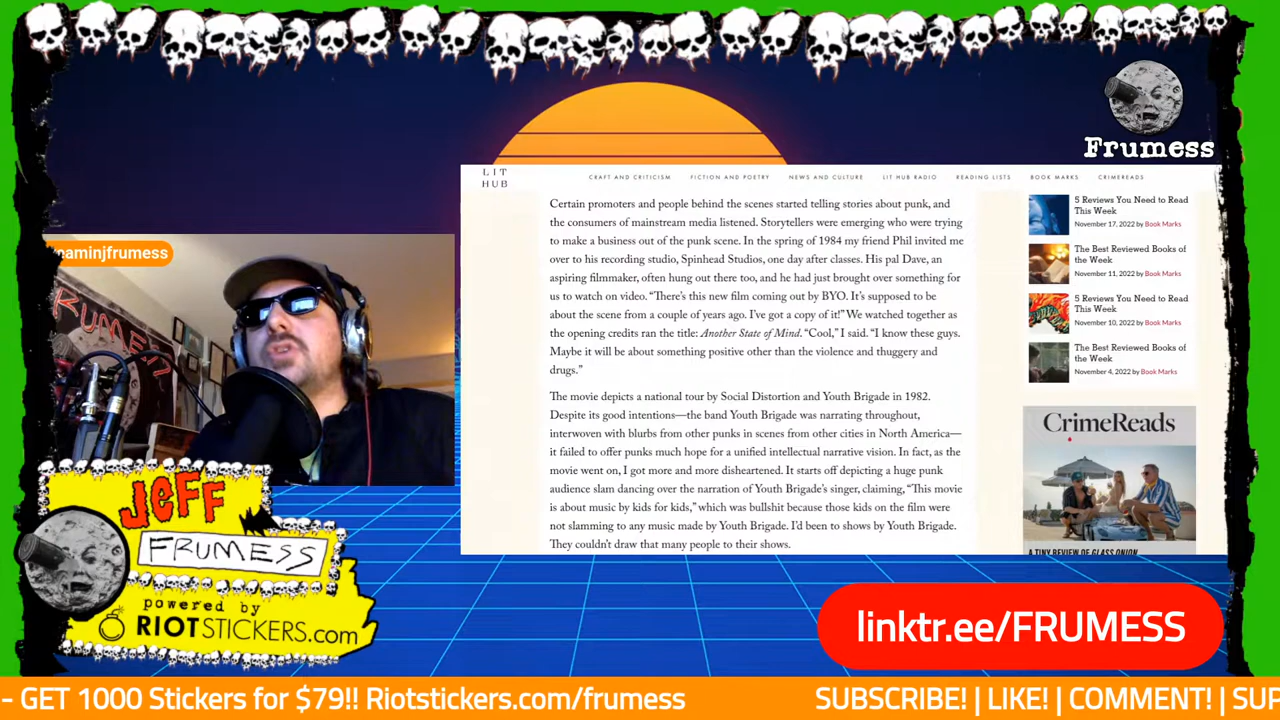 Frumess
LIT
HUB
CRAFT AND CRITICISM
FICTION AND POETRY
NEWS AND CULTURE
LIT HUB RADIO
READING LISTS
BOOK MARKS
CRIMEREADS
Certain promoters and people behind the scenes started telling stories about punk, and
the consumers of mainstream media listened. Storytellers were emerging who were trying
to make a business out of the punk scene. In the spring of 1984 my friend Phil invited me
over to his recording studio, Spinhead Studios, one day after classes. His pal Dave, an
aspiring filmmaker, often hung out there too, and he had just brought over something for
us to watch on video. “There’s this new film coming out by BYO. It’s supposed to be
about the scene from a couple of years ago. I’ve got a copy of it!” We watched together as
the opening credits ran the title: Another State of Mind. “Cool,” I said. “I know these guys.
Maybe it will be about something positive other than the violence and thuggery and
drugs.”
The movie depicts a national tour by Social Distortion and Youth Brigade in 1982.
Despite its good intentions—the band Youth Brigade was narrating throughout,
interwoven with blurbs from other punks in scenes from other cities in North America—
it failed to offer punks much hope for a unified intellectual narrative vision. In fact, as the
movie went on, I got more and more disheartened. It starts off depicting a huge punk
audience slam dancing over the narration of Youth Brigade’s singer, claiming, “This movie
is about music by kids for kids,” which was bullshit because those kids on the film were
not slamming to any music made by Youth Brigade. I’d been to shows by Youth Brigade.
They couldn’t draw that many people to their shows.
5 Reviews You Need to Read
This Week
November 17, 2022 by Book Marks
The Best Reviewed Books of
the Week
November 11, 2022 by Book Marks
5 Reviews You Need to Read
This Week
November 10, 2022 by Book Marks
The Best Reviewed Books of
the Week
November 4, 2022 by Book Marks
CrimeReads
A TINY REVIEW OF GLASS ONION
eaminjfrumess
JEFF
FRUMESS
powered by
RIOTSTICKERS.com
linktr.ee/FRUMESS
- GET 1000 Stickers for $79!! Riotstickers.com/frumess
SUBSCRIBE! | LIKE! | COMMENT! | SUP